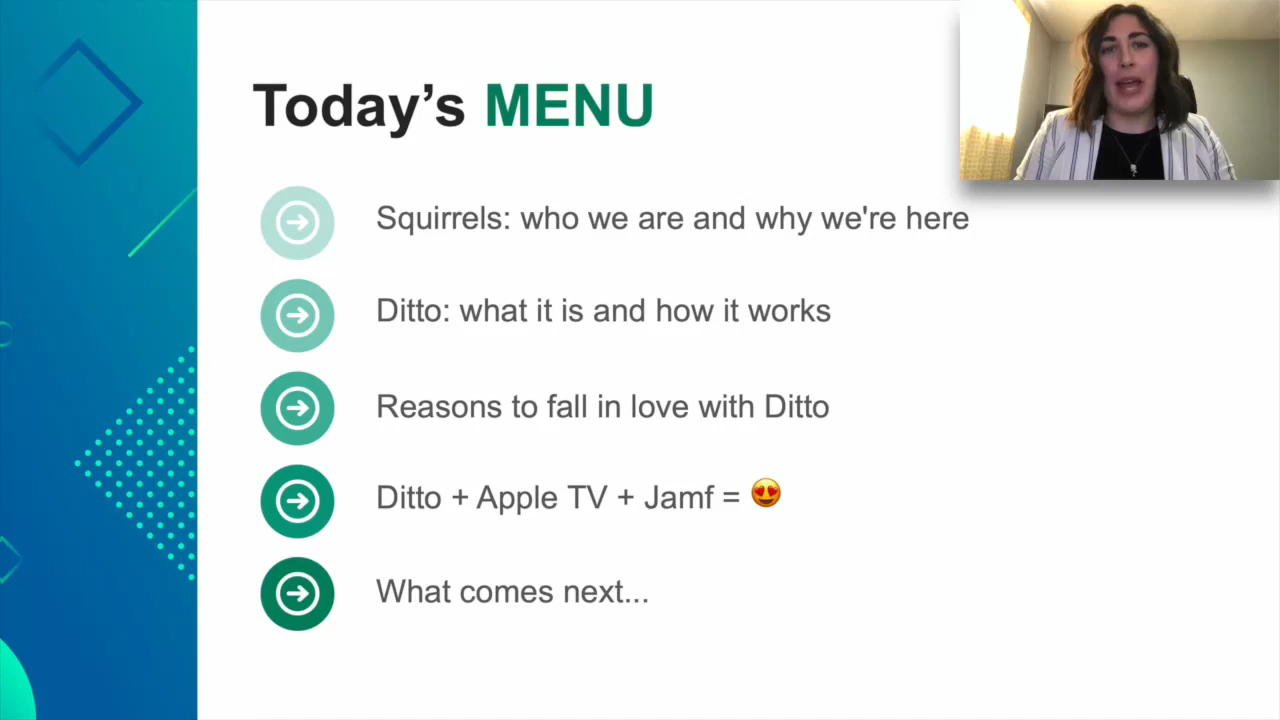 Today’s MENU
Squirrels: who we are and why we're here
Ditto: what it is and how it works
Reasons to fall in love with Ditto
Ditto + Apple TV + Jamf = 😍
What comes next...